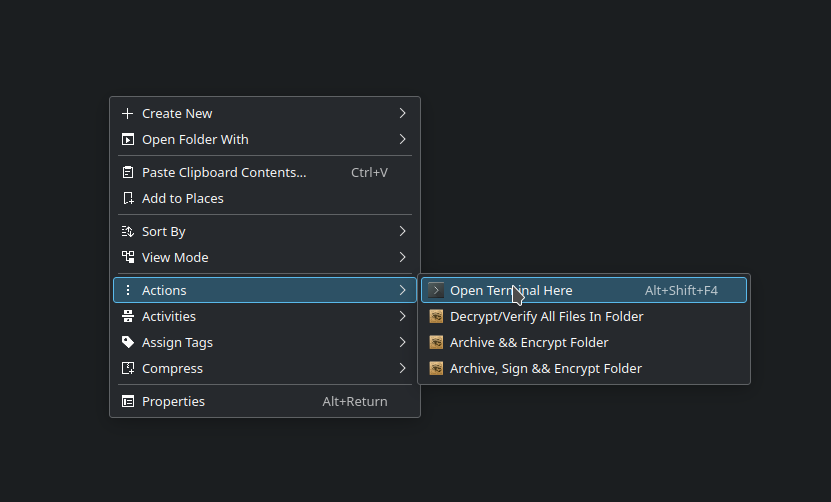 Create New
Open Folder With
Paste Clipboard Contents... Ctrl+V
Add to Places
Sort By
View Mode
Actions
Activities
Assign Tags
Compress
Properties Alt+Return
Open Terminal Here Alt+Shift+F4
Decrypt/Verify All Files In Folder
Archive && Encrypt Folder
Archive, Sign && Encrypt Folder